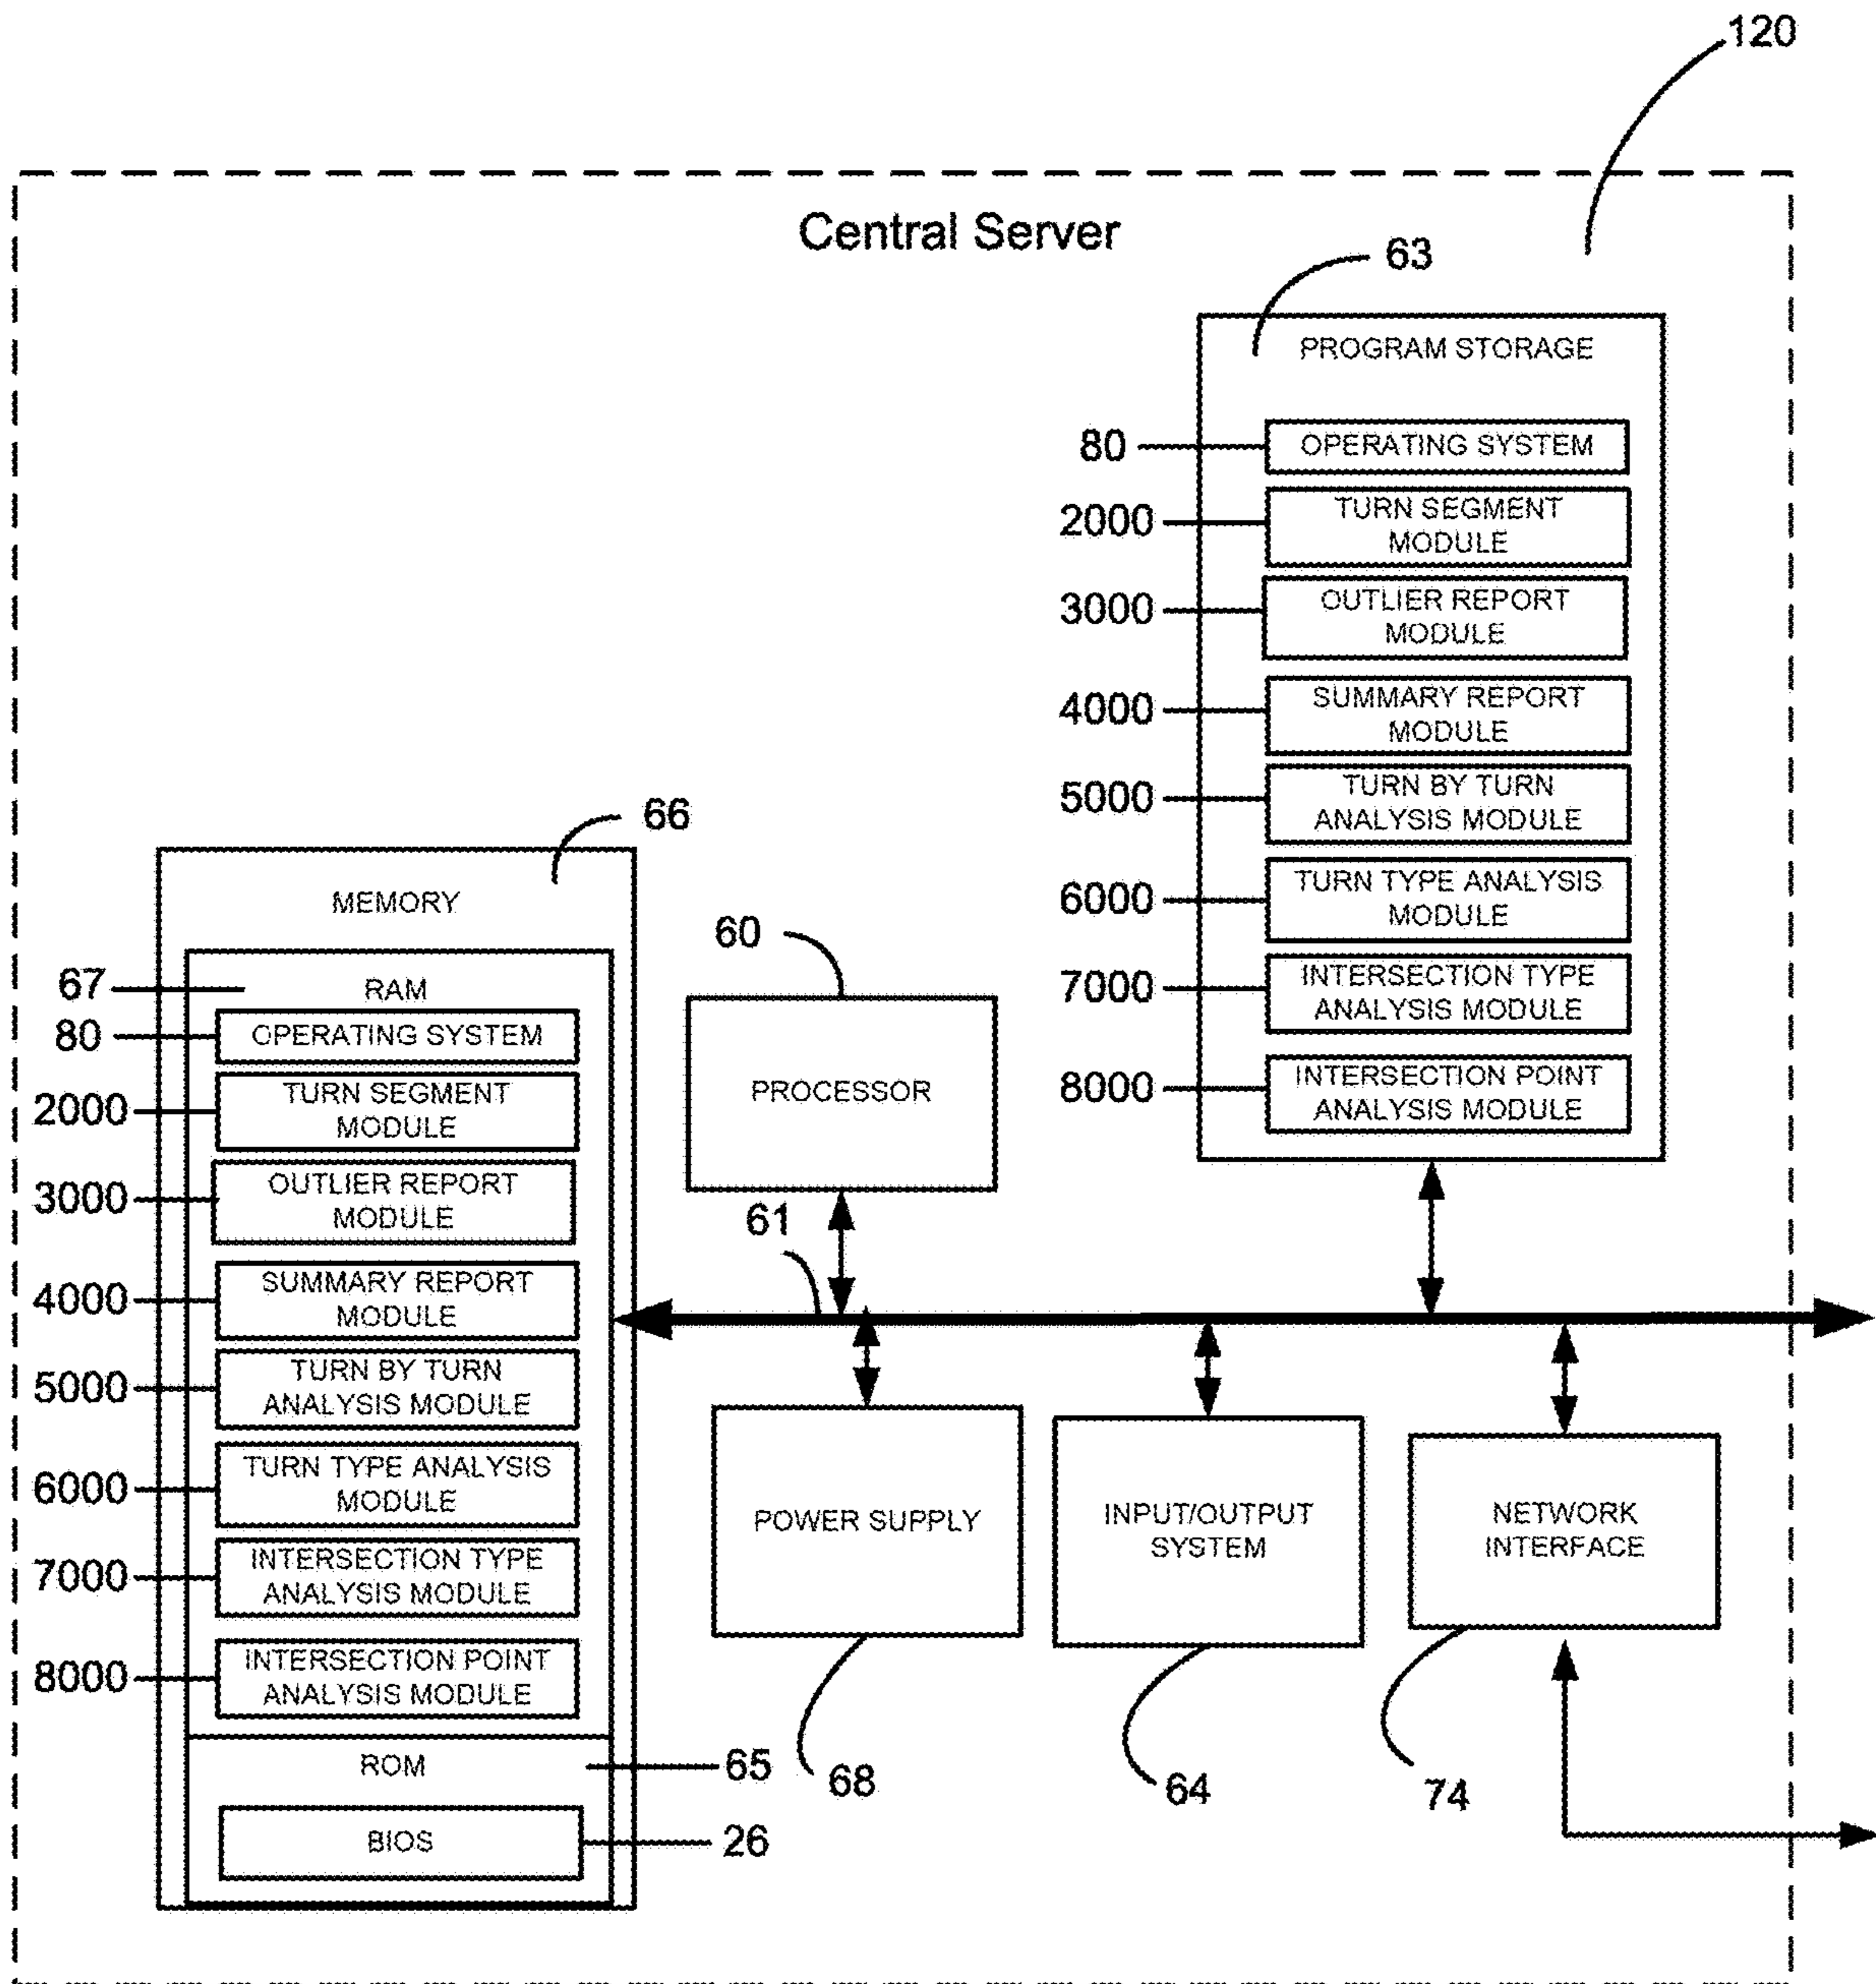 120
Central Server
63
PROGRAM STORAGE
80
OPERATING SYSTEM
2000
TURN SEGMENT
MODULE
3000
OUTLIER REPORT
MODULE
4000
SUMMARY REPORT
MODULE
5000
TURN BY TURN
ANALYSIS MODULE
6000
TURN TYPE ANALYSIS
MODULE
7000
INTERSECTION TYPE
ANALYSIS MODULE
8000
INTERSECTION POINT
ANALYSIS MODULE
66
MEMORY
67
RAM
80
OPERATING SYSTEM
2000
TURN SEGMENT
MODULE
3000
OUTLIER REPORT
MODULE
4000
SUMMARY REPORT
MODULE
5000
TURN BY TURN
ANALYSIS MODULE
6000
TURN TYPE ANALYSIS
MODULE
7000
INTERSECTION TYPE
ANALYSIS MODULE
8000
INTERSECTION POINT
ANALYSIS MODULE
ROM
65
BIOS
26
60
PROCESSOR
61
POWER SUPPLY
68
INPUT/OUTPUT
SYSTEM
64
NETWORK
INTERFACE
74